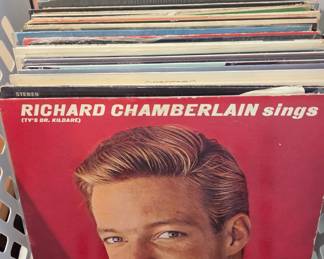 STEREO
RICHARD CHAMBERLAIN sings
(TV'S DR. KILDARE)